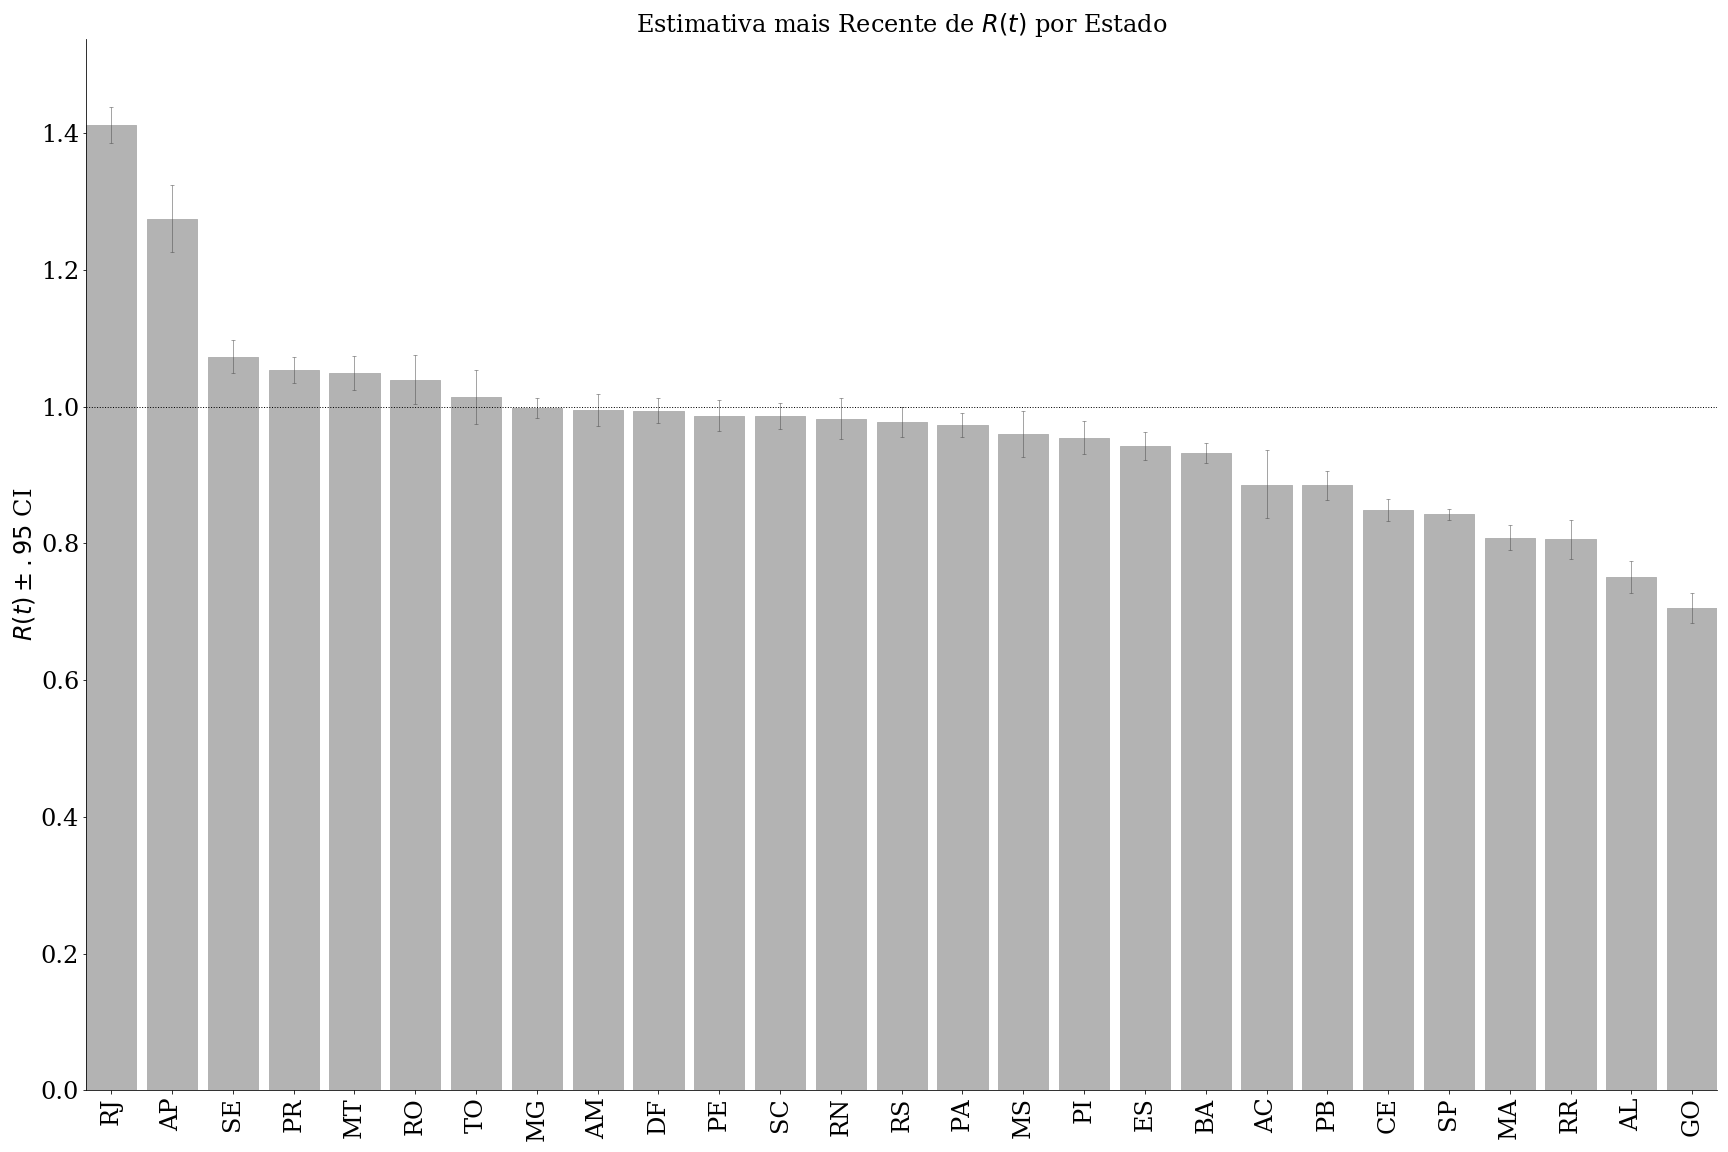 Estimativa mais Recente de R(t) por Estado
R(t) ± .95 CI
1.4
1.2
1.0
0.8
0.6
0.4
0.2
0.0
RJ AP SE PR MT RO TO MG AM DF PE SC RN RS PA MS PI ES BA AC PB CE SP MA RR AL GO